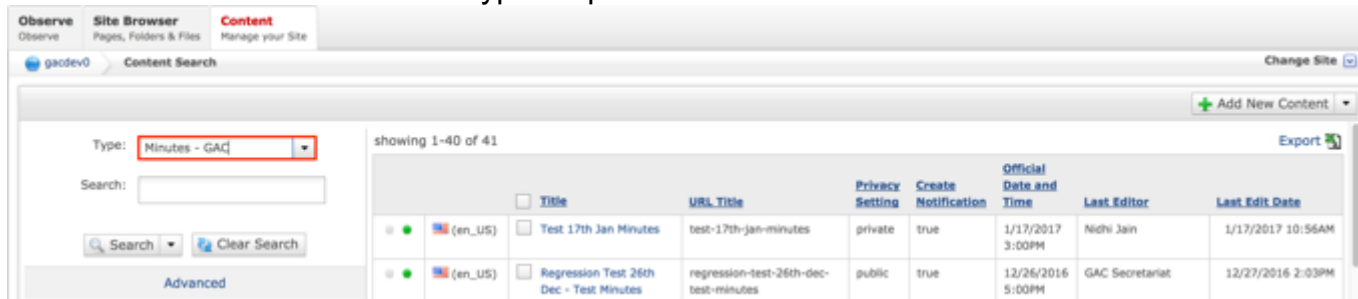 Observe Site Browser Content
Observe Pages, Folders & Files Manage your Site
gacdev0 Content Search Change Site
Add New Content
Type: Minutes - GAC showing 1-40 of 41 Export
Search:
Search Clear Search
Advanced
Title URL Title Privacy Setting Create Notification Official Date and Time Last Editor Last Edit Date
(en_US) Test 17th Jan Minutes test-17th-jan-minutes private true 1/17/2017 3:00PM Nidhi Jain 1/17/2017 10:56AM
(en_US) Regression Test 26th Dec - Test Minutes regression-test-26th-dec-test-minutes public true 12/26/2016 5:00PM GAC Secretariat 12/27/2016 2:03PM